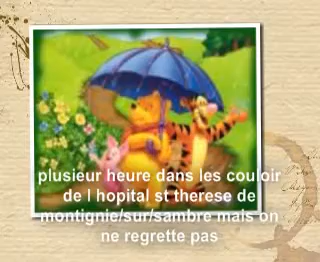 plusieur heure dans les couloir
de l hopital st therese de
montignie/sur/sambre mais on
ne regrette pas